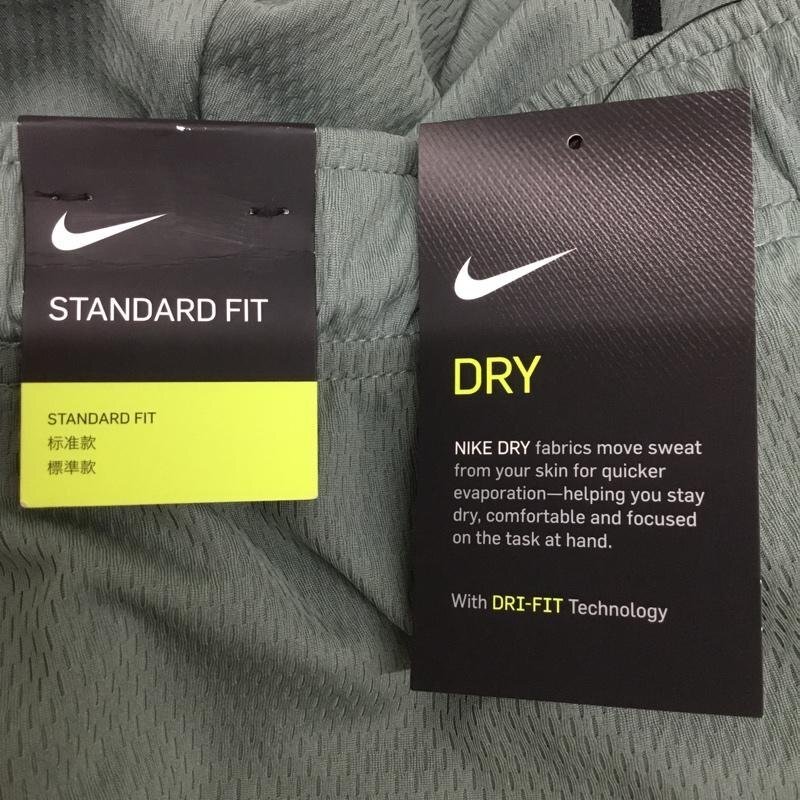 STANDARD FIT
STANDARD FIT
标准款
標準款
DRY
NIKE DRY fabrics move sweat
from your skin for quicker
evaporation—helping you stay
dry, comfortable and focused
on the task at hand.
With DRI-FIT Technology